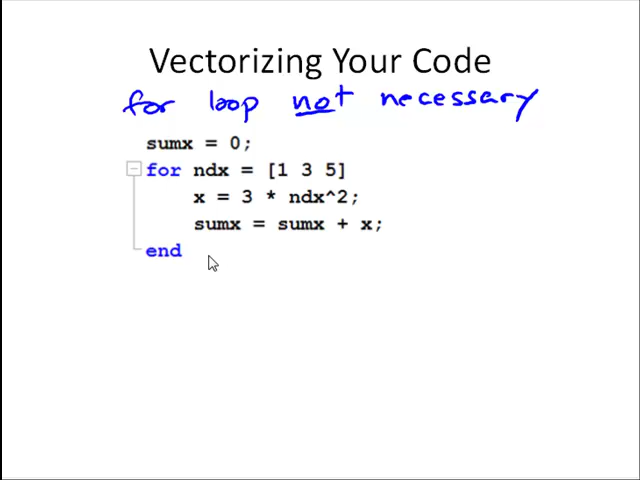 Vectorizing Your Code
for loop not necessary
sumx = 0;
for ndx = [1 3 5]
x = 3 * ndx^2;
sumx = sumx + x;
end